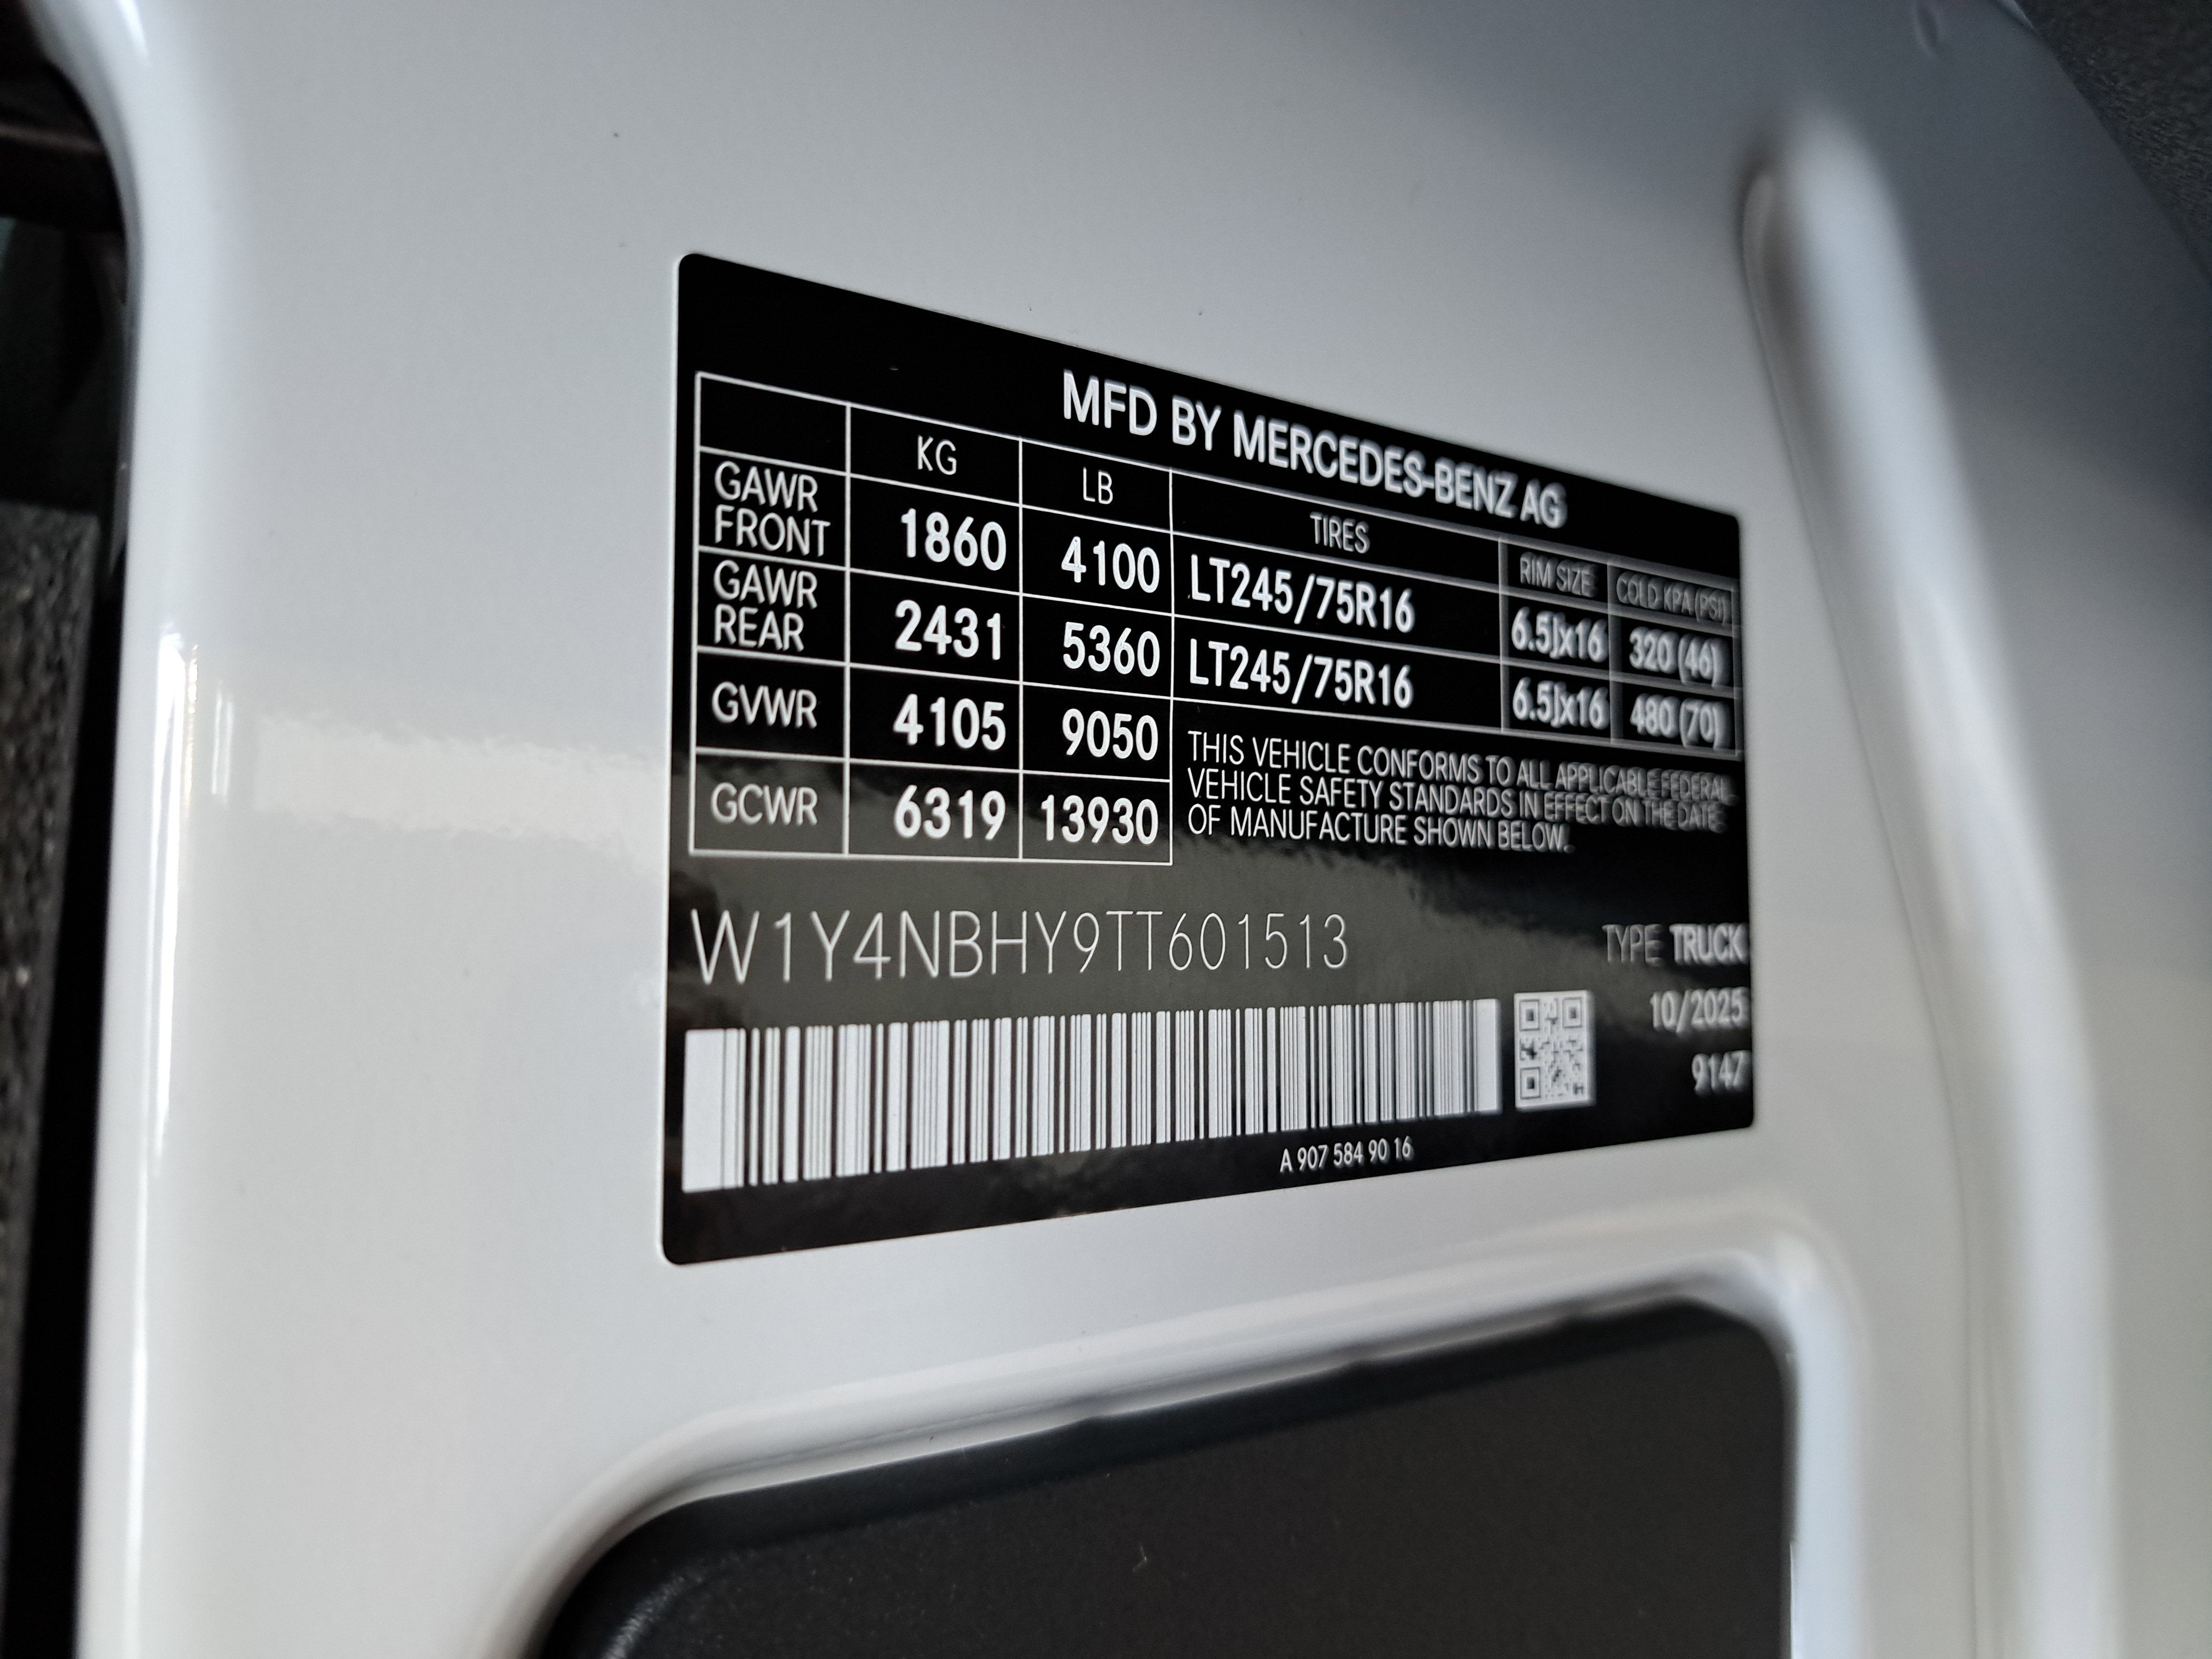 MFD BY MERCEDES-BENZ AG
KG LB TIRES RIM SIZE COLD KPA (PSI)
GAWR FRONT 1860 4100 LT245/75R16 6.5Jx16 320 (46)
GAWR REAR 2431 5360 LT245/75R16 6.5Jx16 480 (70)
GVWR 4105 9050
GCWR 6319 13930
THIS VEHICLE CONFORMS TO ALL APPLICABLE FEDERAL
VEHICLE SAFETY STANDARDS IN EFFECT ON THE DATE
OF MANUFACTURE SHOWN BELOW.
W1Y4NBHY9TT601513 TYPE TRUCK
10/2025
9147
A 907 584 90 16